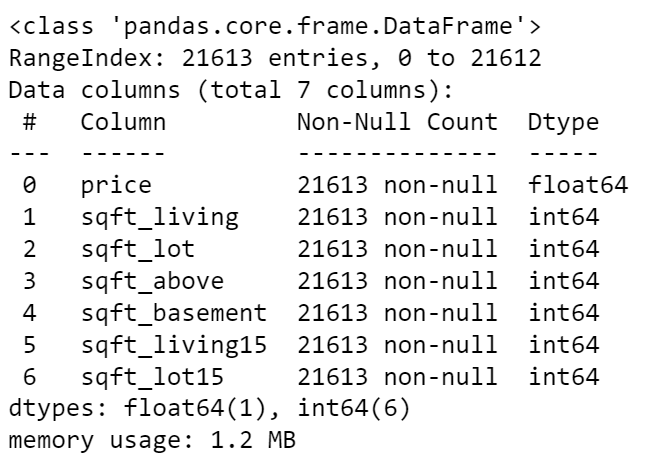 <class 'pandas.core.frame.DataFrame'>
RangeIndex: 21613 entries, 0 to 21612
Data columns (total 7 columns):
 #   Column         Non-Null Count  Dtype
---  ------         --------------  -----
 0   price          21613 non-null  float64
 1   sqft_living    21613 non-null  int64
 2   sqft_lot       21613 non-null  int64
 3   sqft_above     21613 non-null  int64
 4   sqft_basement  21613 non-null  int64
 5   sqft_living15  21613 non-null  int64
 6   sqft_lot15     21613 non-null  int64
dtypes: float64(1), int64(6)
memory usage: 1.2 MB